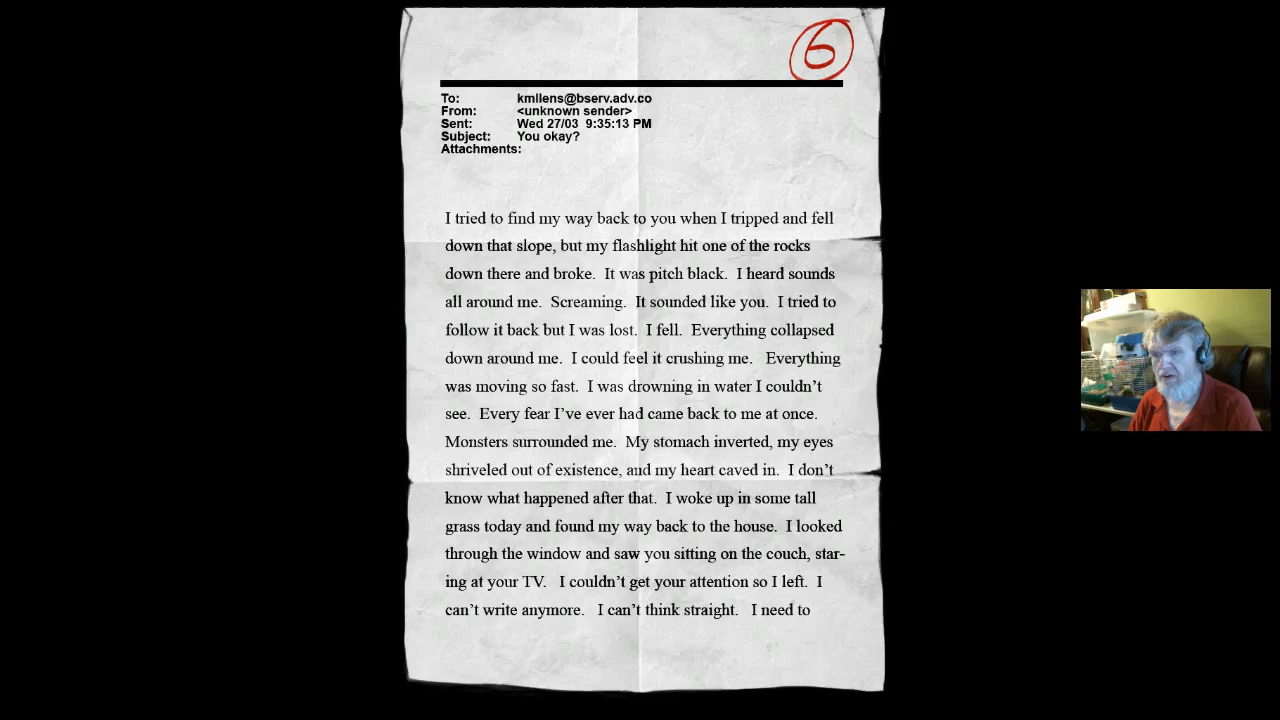 6
To: kmllens@bserv.adv.co
From: <unknown sender>
Sent: Wed 27/03 9:35:13 PM
Subject: You okay?
Attachments:
I tried to find my way back to you when I tripped and fell
down that slope, but my flashlight hit one of the rocks
down there and broke. It was pitch black. I heard sounds
all around me. Screaming. It sounded like you. I tried to
follow it back but I was lost. I fell. Everything collapsed
down around me. I could feel it crushing me. Everything
was moving so fast. I was drowning in water I couldn't
see. Every fear I've ever had came back to me at once.
Monsters surrounded me. My stomach inverted, my eyes
shriveled out of existence, and my heart caved in. I don't
know what happened after that. I woke up in some tall
grass today and found my way back to the house. I looked
through the window and saw you sitting on the couch, star-
ing at your TV. I couldn't get your attention so I left. I
can't write anymore. I can't think straight. I need to